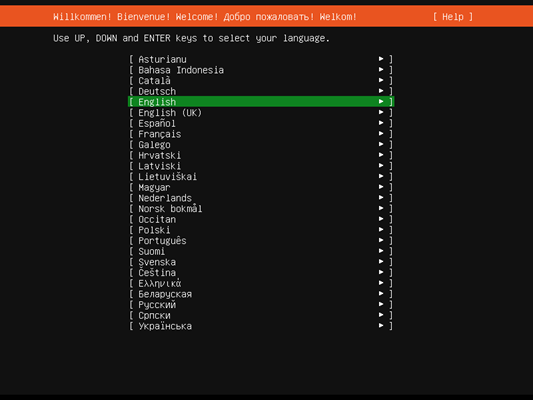 Willkommen! Bienvenue! Welcome! Добро пожаловать! Welkom! [ Help ]
Use UP, DOWN and ENTER keys to select your language.
[ Asturianu ▸ ]
[ Bahasa Indonesia ▸ ]
[ Català ▸ ]
[ Deutsch ▸ ]
[ English ▸ ]
[ English (UK) ▸ ]
[ Español ▸ ]
[ Français ▸ ]
[ Galego ▸ ]
[ Hrvatski ▸ ]
[ Latviski ▸ ]
[ Lietuviškai ▸ ]
[ Magyar ▸ ]
[ Nederlands ▸ ]
[ Norsk bokmål ▸ ]
[ Occitan ▸ ]
[ Polski ▸ ]
[ Português ▸ ]
[ Suomi ▸ ]
[ Svenska ▸ ]
[ Čeština ▸ ]
[ Ελληνικά ▸ ]
[ Беларуская ▸ ]
[ Русский ▸ ]
[ Српски ▸ ]
[ Українська ▸ ]